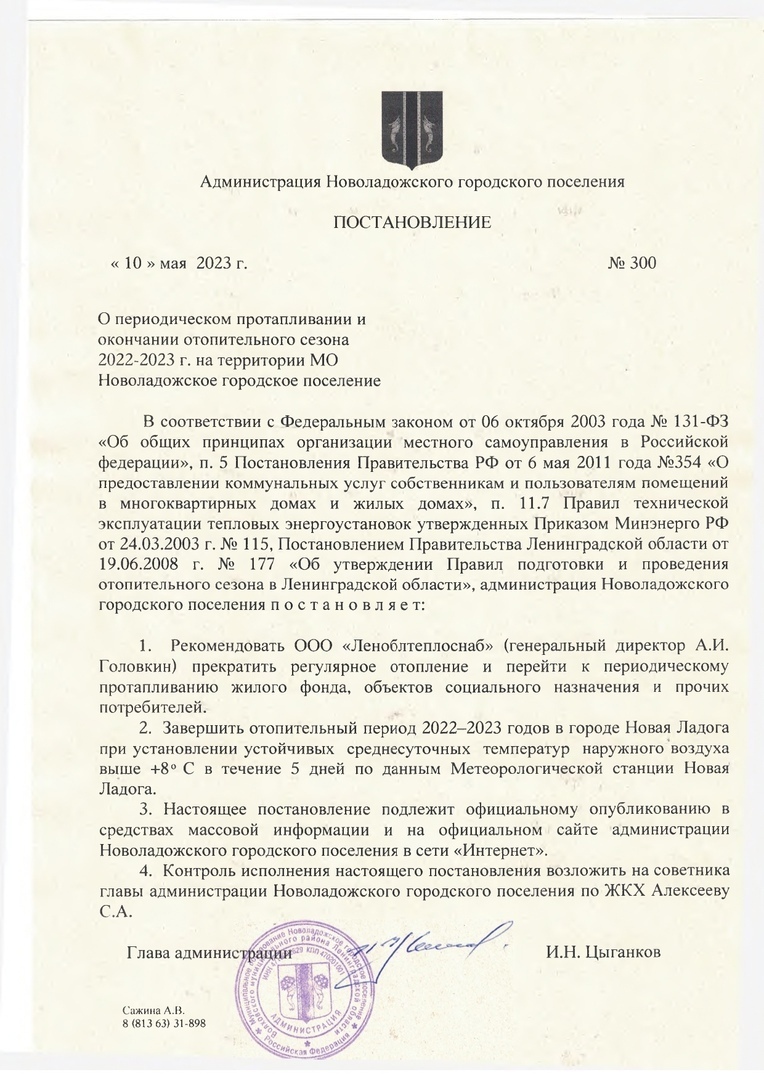 Администрация Новоладожского городского поселения
ПОСТАНОВЛЕНИЕ
« 10 » мая 2023 г. № 300
О периодическом протапливании и
окончании отопительного сезона
2022-2023 г. на территории МО
Новоладожское городское поселение
В соответствии с Федеральным законом от 06 октября 2003 года № 131-ФЗ
«Об общих принципах организации местного самоуправления в Российской
федерации», п. 5 Постановления Правительства РФ от 6 мая 2011 года №354 «О
предоставлении коммунальных услуг собственникам и пользователям помещений
в многоквартирных домах и жилых домах», п. 11.7 Правил технической
эксплуатации тепловых энергоустановок утвержденных Приказом Минэнерго РФ
от 24.03.2003 г. № 115, Постановлением Правительства Ленинградской области от
19.06.2008 г. № 177 «Об утверждении Правил подготовки и проведения
отопительного сезона в Ленинградской области», администрация Новоладожского
городского поселения п о с т а н о в л я е т:
1. Рекомендовать ООО «Леноблтеплоснаб» (генеральный директор А.И.
Головкин) прекратить регулярное отопление и перейти к периодическому
протапливанию жилого фонда, объектов социального назначения и прочих
потребителей.
2. Завершить отопительный период 2022–2023 годов в городе Новая Ладога
при установлении устойчивых среднесуточных температур наружного воздуха
выше +8º С в течение 5 дней по данным Метеорологической станции Новая
Ладога.
3. Настоящее постановление подлежит официальному опубликованию в
средствах массовой информации и на официальном сайте администрации
Новоладожского городского поселения в сети «Интернет».
4. Контроль исполнения настоящего постановления возложить на советника
главы администрации Новоладожского городского поселения по ЖКХ Алексееву
С.А.
Глава администрации И.Н. Цыганков
АДМИНИСТРАЦИЯ
Российская Федерация
Сажина А.В.
8 (813 63) 31-898